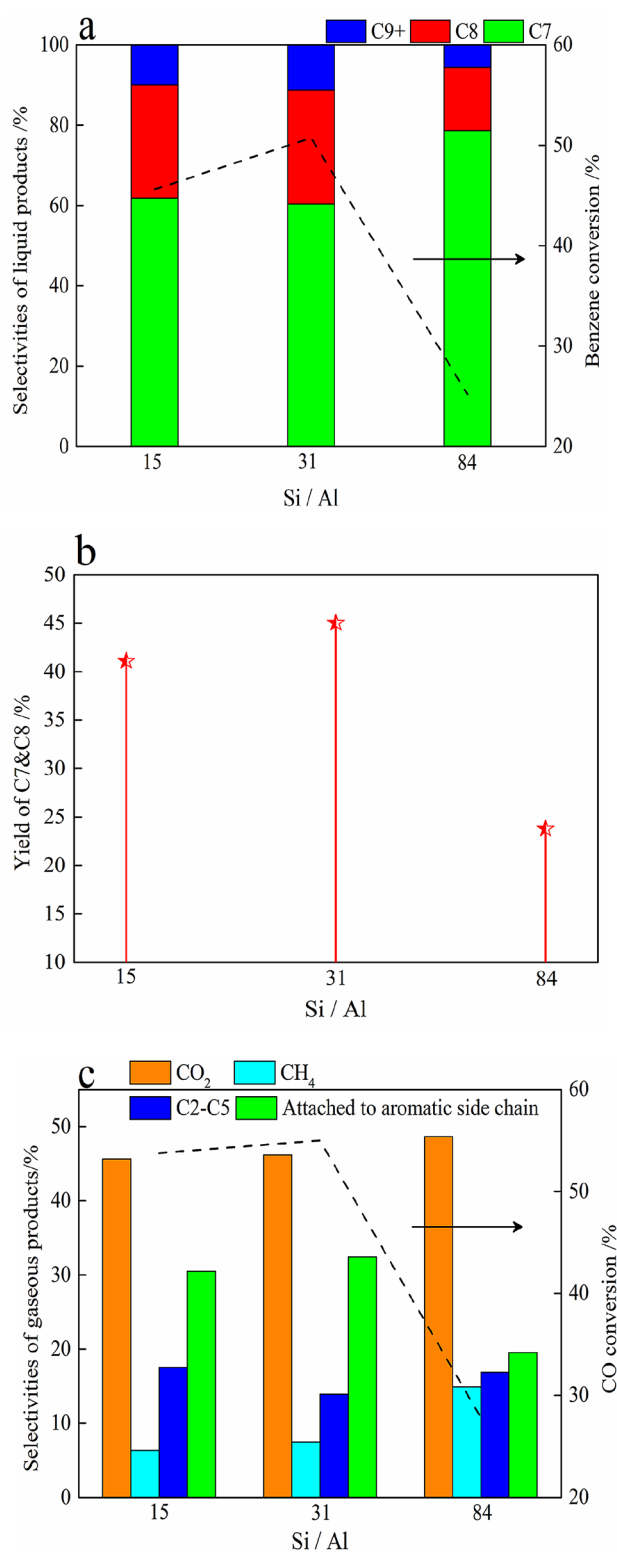 a
C9+ C8 C7
100
80
60
40
20
0
60
50
40
30
20
Selectivities of liquid products /%
Benzene conversion /%
15 31 84
Si / Al
b
50
45
40
35
30
25
20
15
10
Yield of C7&C8 /%
15 31 84
Si / Al
c
CO2 CH4
C2-C5 Attached to aromatic side chain
50
40
30
20
10
0
60
50
40
30
20
Selectivities of gaseous products/%
CO conversion /%
15 31 84
Si / Al